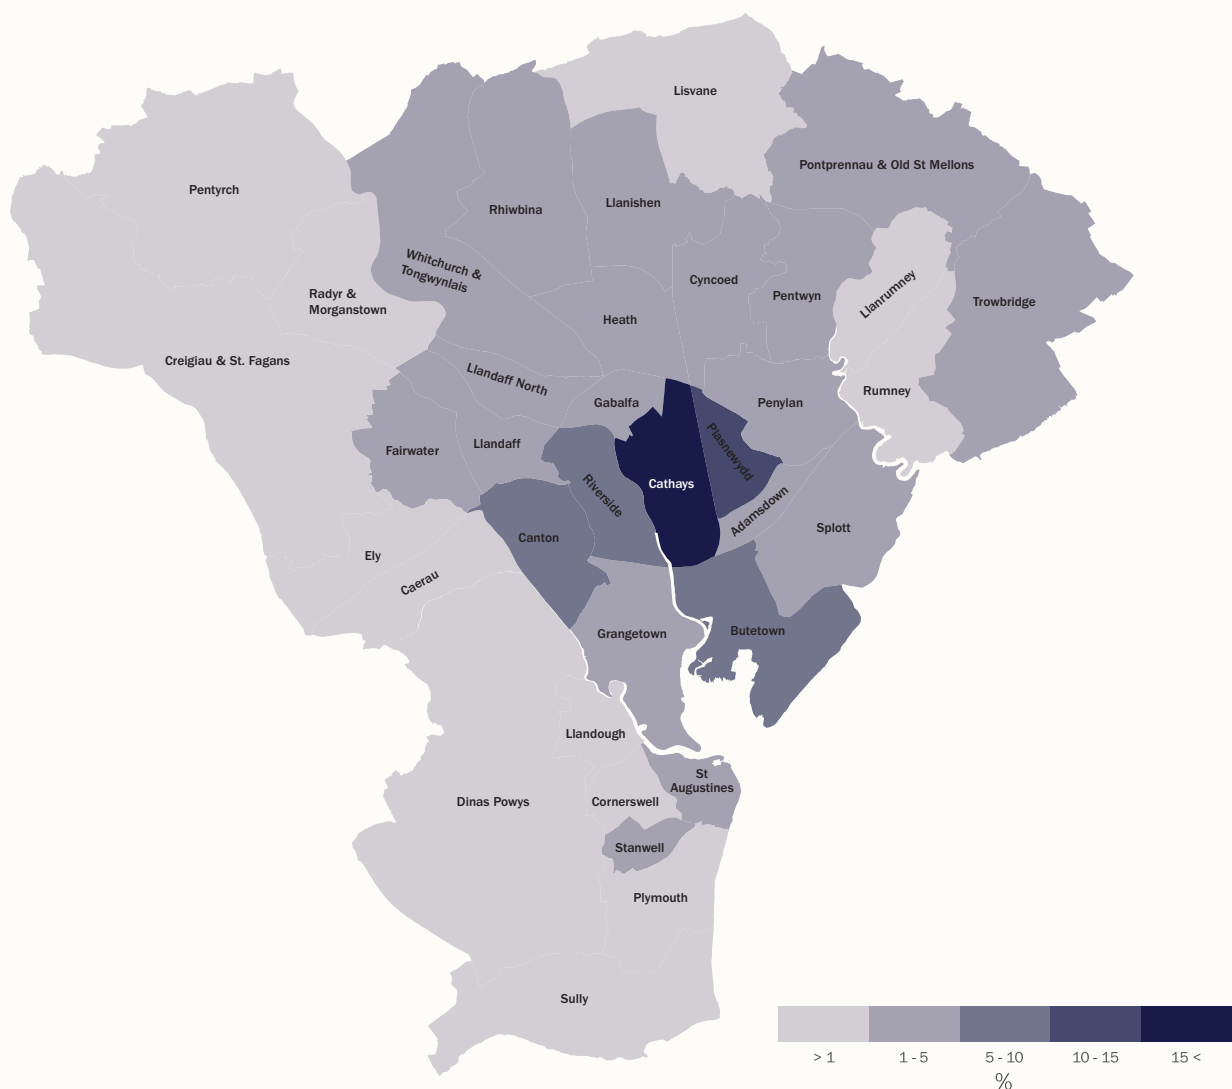 Lisvane
Pontprennau & Old St Mellons
Pentyrch
Llanishen
Rhiwbina
Whitchurch &
Tongwynlais
Cyncoed
Llanrumney
Pentwyn
Radyr &
Morganstown
Trowbridge
Heath
Creigiau & St. Fagans
Llandaff North
Rumney
Gabalfa
Penylan
Plasnewydd
Llandaff
Fairwater
Cathays
Riverside
Adamsdown
Splott
Canton
Ely
Caerau
Butetown
Grangetown
Llandough
St
Augustines
Dinas Powys
Cornerswell
Stanwell
Plymouth
Sully
> 1
1 - 5
5 - 10
10 - 15
15 <
%